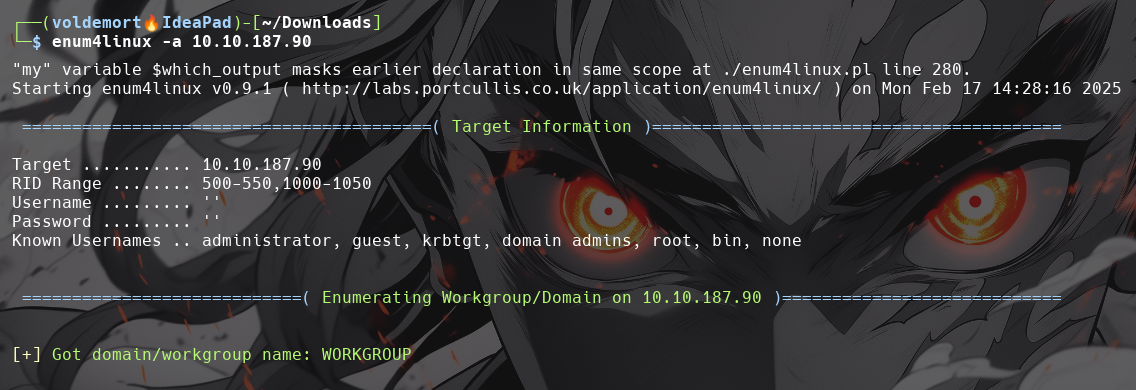 ┌──(voldemort🔥IdeaPad)-[~/Downloads]
└─$ enum4linux -a 10.10.187.90
"my" variable $which_output masks earlier declaration in same scope at ./enum4linux.pl line 280.
Starting enum4linux v0.9.1 ( http://labs.portcullis.co.uk/application/enum4linux/ ) on Mon Feb 17 14:28:16 2025
=========================================( Target Information )=========================================
Target ........... 10.10.187.90
RID Range ........ 500-550,1000-1050
Username ......... ''
Password ......... ''
Known Usernames .. administrator, guest, krbtgt, domain admins, root, bin, none
============================( Enumerating Workgroup/Domain on 10.10.187.90 )============================
[+] Got domain/workgroup name: WORKGROUP